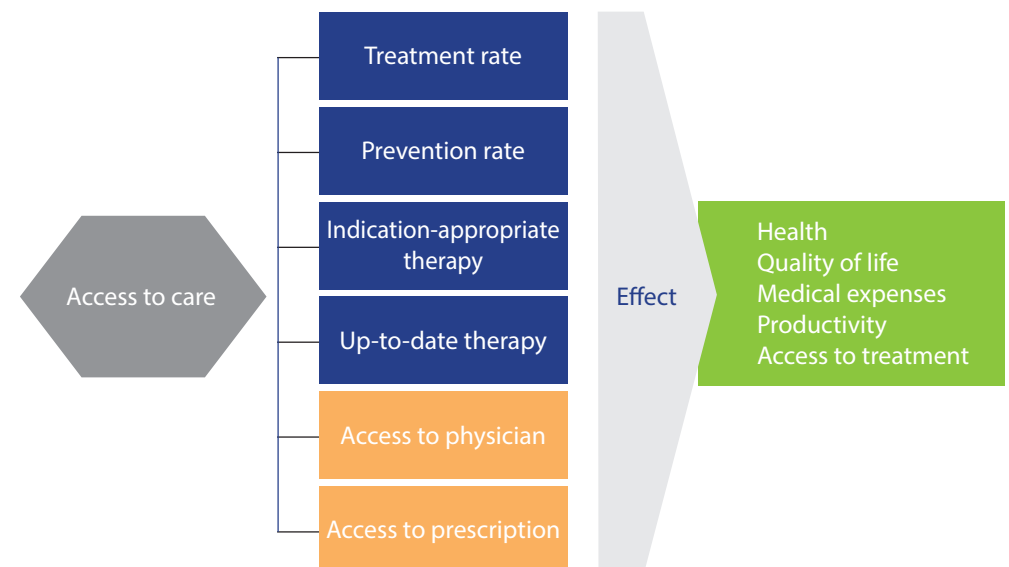 Access to care
Treatment rate
Prevention rate
Indication-appropriate
therapy
Up-to-date therapy
Access to physician
Access to prescription
Effect
Health
Quality of life
Medical expenses
Productivity
Access to treatment